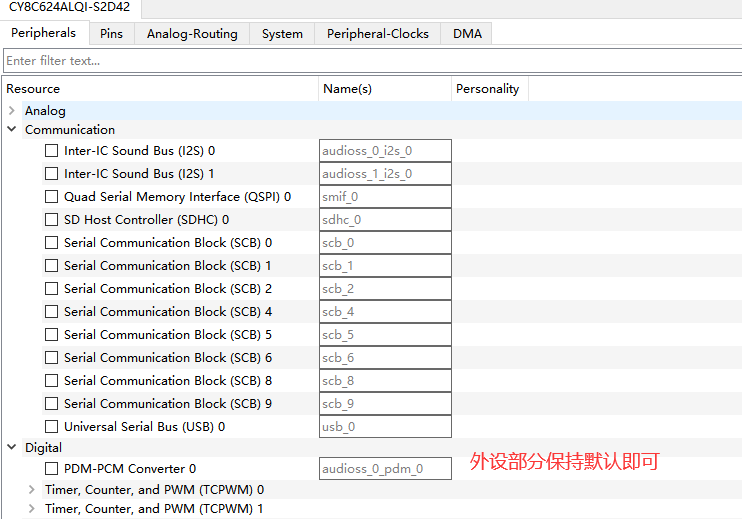 CY8C624ALQI-S2D42
Peripherals Pins Analog-Routing System Peripheral-Clocks DMA
Enter filter text...
Resource Name(s) Personality
Analog
Communication
Inter-IC Sound Bus (I2S) 0 audioss_0_i2s_0
Inter-IC Sound Bus (I2S) 1 audioss_1_i2s_0
Quad Serial Memory Interface (QSPI) 0 smif_0
SD Host Controller (SDHC) 0 sdhc_0
Serial Communication Block (SCB) 0 scb_0
Serial Communication Block (SCB) 1 scb_1
Serial Communication Block (SCB) 2 scb_2
Serial Communication Block (SCB) 4 scb_4
Serial Communication Block (SCB) 5 scb_5
Serial Communication Block (SCB) 6 scb_6
Serial Communication Block (SCB) 8 scb_8
Serial Communication Block (SCB) 9 scb_9
Universal Serial Bus (USB) 0 usb_0
Digital
PDM-PCM Converter 0 audioss_0_pdm_0 外设部分保持默认即可
Timer, Counter, and PWM (TCPWM) 0
Timer, Counter, and PWM (TCPWM) 1